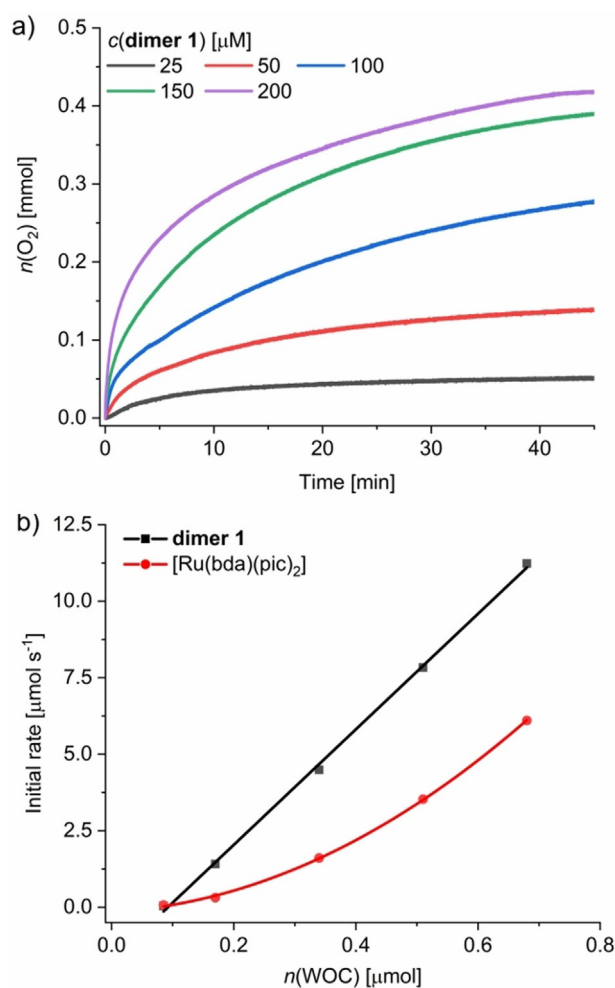 a)
c(dimer 1) [μM]
25 50 100
150 200
n(O₂) [mmol]
0.5
0.4
0.3
0.2
0.1
0.0
0 10 20 30 40
Time [min]
b)
dimer 1
[Ru(bda)(pic)₂]
Initial rate [μmol s⁻¹]
12.5
10.0
7.5
5.0
2.5
0.0
0.0 0.2 0.4 0.6 0.8
n(WOC) [μmol]